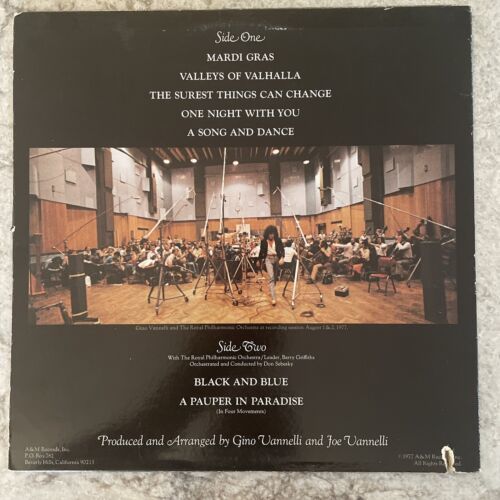 Side One
MARDI GRAS
VALLEYS OF VALHALLA
THE SUREST THINGS CAN CHANGE
ONE NIGHT WITH YOU
A SONG AND DANCE
Gino Vannelli and The Royal Philharmonic Orchestra at recording session August 1 & 2, 1977.
Side Two
With The Royal Philharmonic Orchestra/Leader, Barry Griffiths
Orchestrated and Conducted by Don Sebesky
BLACK AND BLUE
A PAUPER IN PARADISE
(In Four Movements)
Produced and Arranged by Gino Vannelli and Joe Vannelli
A&M Records, Inc.
P.O. Box 782
Beverly Hills, California 90213
© 1977 A&M Records
All Rights